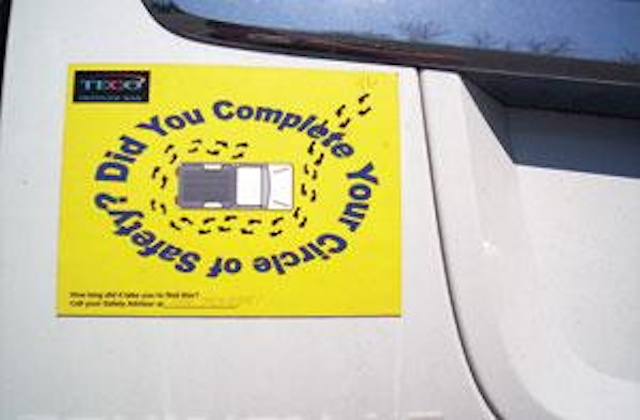 TECO
Did You Complete Your Circle of Safety?
How long did it take you to find this?
Call your Safety Advisor at